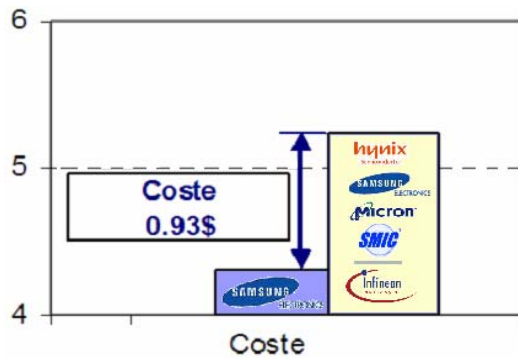 6
5
4
Coste
0.93$
hynix
SAMSUNG
ELECTRONICS
Micron
SMIC
Infineon
SAMSUNG
ELECTRONICS
Coste